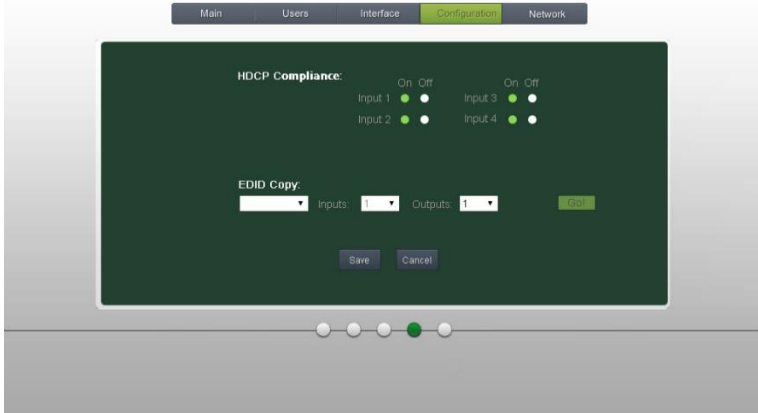 Main Users Interface Configuration Network
HDCP Compliance:
On Off On Off
Input 1 Input 3
Input 2 Input 4
EDID Copy:
Inputs: 1 Outputs: 1 Go!
Save Cancel